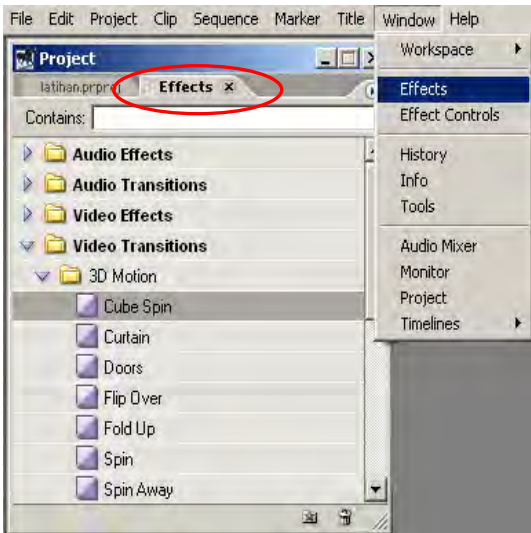 File Edit Project Clip Sequence Marker Title Window Help
Project
latihan.prproj Effects x
Contains:
Audio Effects
Audio Transitions
Video Effects
Video Transitions
3D Motion
Cube Spin
Curtain
Doors
Flip Over
Fold Up
Spin
Spin Away
Workspace
Effects
Effect Controls
History
Info
Tools
Audio Mixer
Monitor
Project
Timelines